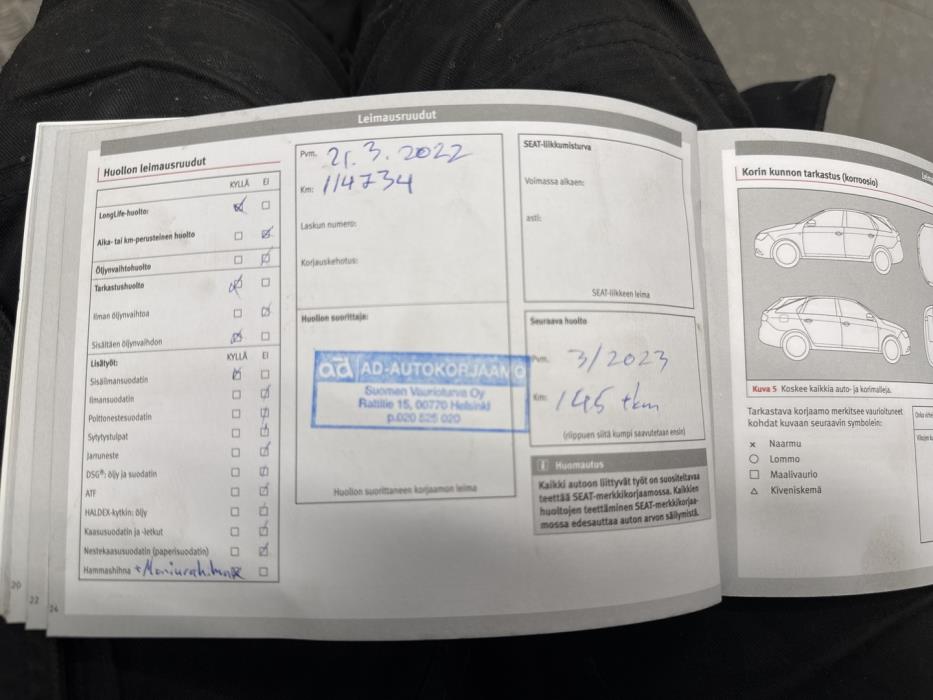 Leimausruudut
Huollon leimausruudut
KYLLÄ EI
LongLife-huolto:
Aika- tai km-perusteinen huolto
Öljynvaihtohuolto
Tarkastushuolto
Ilman öljynvaihtoa
Sisältäen öljynvaihdon
Lisätyöt: KYLLÄ EI
Sisäilmansuodatin
Ilmansuodatin
Polttonestesuodatin
Sytytystulpat
Jarruneste
DSG®: öljy ja suodatin
ATF
HALDEX-kytkin: öljy
Kaasusuodatin ja -letkut
Nestekaasusuodatin (paperisuodatin)
Hammashihna + Moniurahihna
Pvm. 21.3.2022
Km: 114734
Laskun numero:
Korjauskehotus:
Huollon suorittaja:
ad AD-AUTOKORJAAMO
Suomen Vaurioturva Oy
Rattitie 15, 00770 Helsinki
p.020 525 020
Huollon suorittaneen korjaamon leima
SEAT-liikkumisturva
Voimassa alkaen:
asti:
SEAT-liikkeen leima
Seuraava huolto
Pvm. 3/2023
Km: 145 tkm
(riippuen siitä kumpi saavutetaan ensin)
i Huomautus
Kaikki autoon liittyvät työt on suositeltavaa
teettää SEAT-merkkikorjaamossa. Kaikkien
huoltojen teettäminen SEAT-merkkikorjaa-
mossa edesauttaa auton arvon säilymistä.
20
22
24
Korin kunnon tarkastus (korroosio)
Kuva 5 Koskee kaikkia auto- ja korimalleja.
Tarkastava korjaamo merkitsee vaurioituneet
kohdat kuvaan seuraavin symbolein:
× Naarmu
○ Lommo
□ Maalivaurio
△ Kiveniskemä